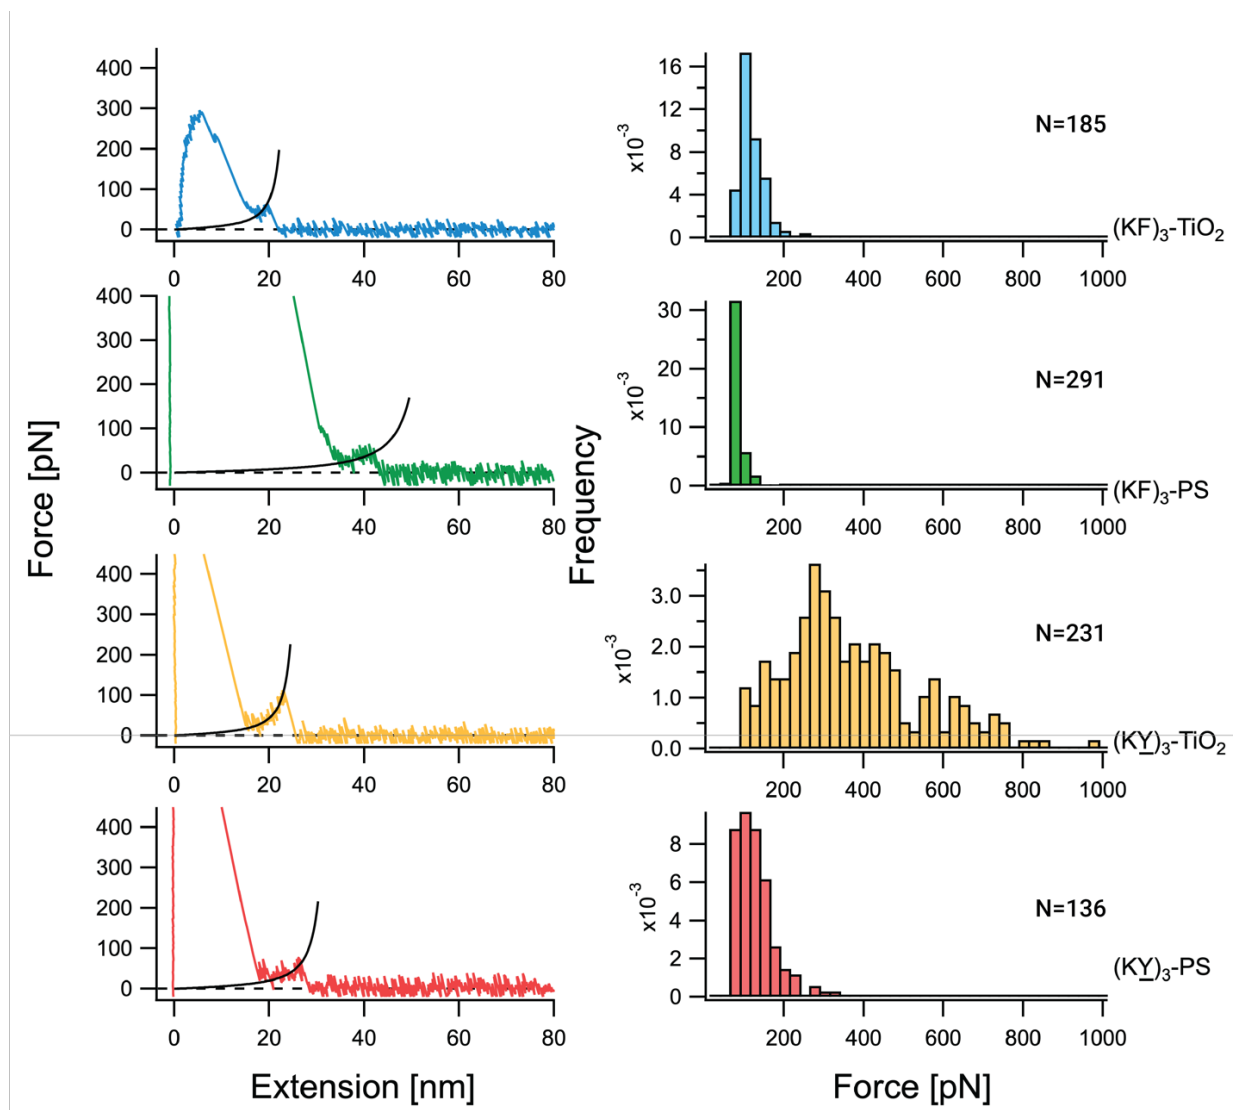 Force [pN]
400
300
200
100
0
0 20 40 60 80
x10⁻³
16
12
8
4
0
N=185
(KF)₃-TiO₂
200 400 600 800 1000
400
300
200
100
0
0 20 40 60 80
Frequency
x10⁻³
30
20
10
0
N=291
(KF)₃-PS
200 400 600 800 1000
400
300
200
100
0
0 20 40 60 80
x10⁻³
3.0
2.0
1.0
0.0
N=231
(KY)₃-TiO₂
200 400 600 800 1000
400
300
200
100
0
0 20 40 60 80
x10⁻³
8
6
4
2
0
N=136
(KY)₃-PS
200 400 600 800 1000
Extension [nm]
Force [pN]